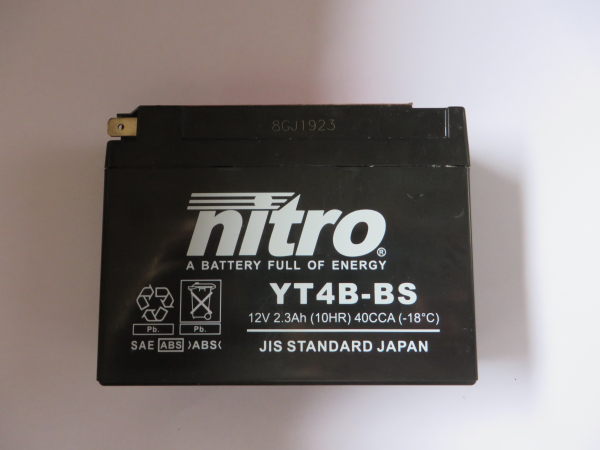 8GJ1923
nitro®
A BATTERY FULL OF ENERGY
YT4B-BS
12V 2.3Ah (10HR) 40CCA (-18°C)
Pb. Pb.
SAE ABS >ABS<
JIS STANDARD JAPAN